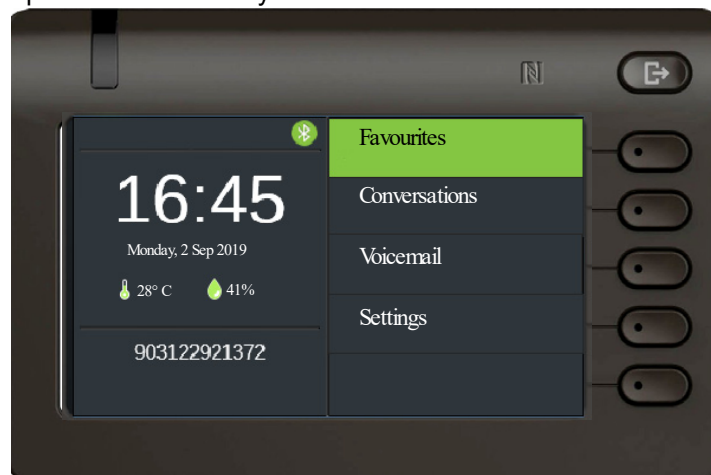 16:45
Monday, 2 Sep 2019
28° C 41%
903122921372
Favourites
Conversations
Voicemail
Settings